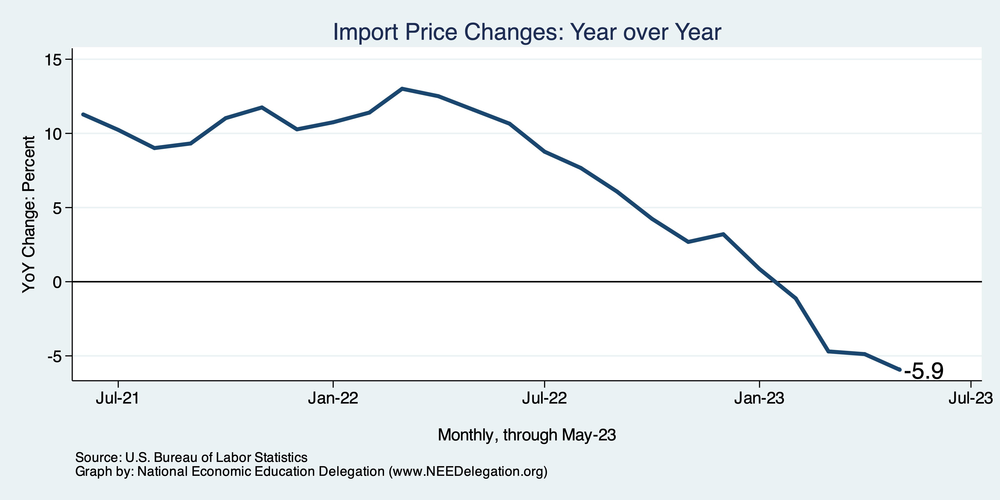 Import Price Changes: Year over Year
YoY Change: Percent
15
10
5
0
-5
-5.9
Jul-21 Jan-22 Jul-22 Jan-23 Jul-23
Monthly, through May-23
Source: U.S. Bureau of Labor Statistics
Graph by: National Economic Education Delegation (www.NEEDelegation.org)